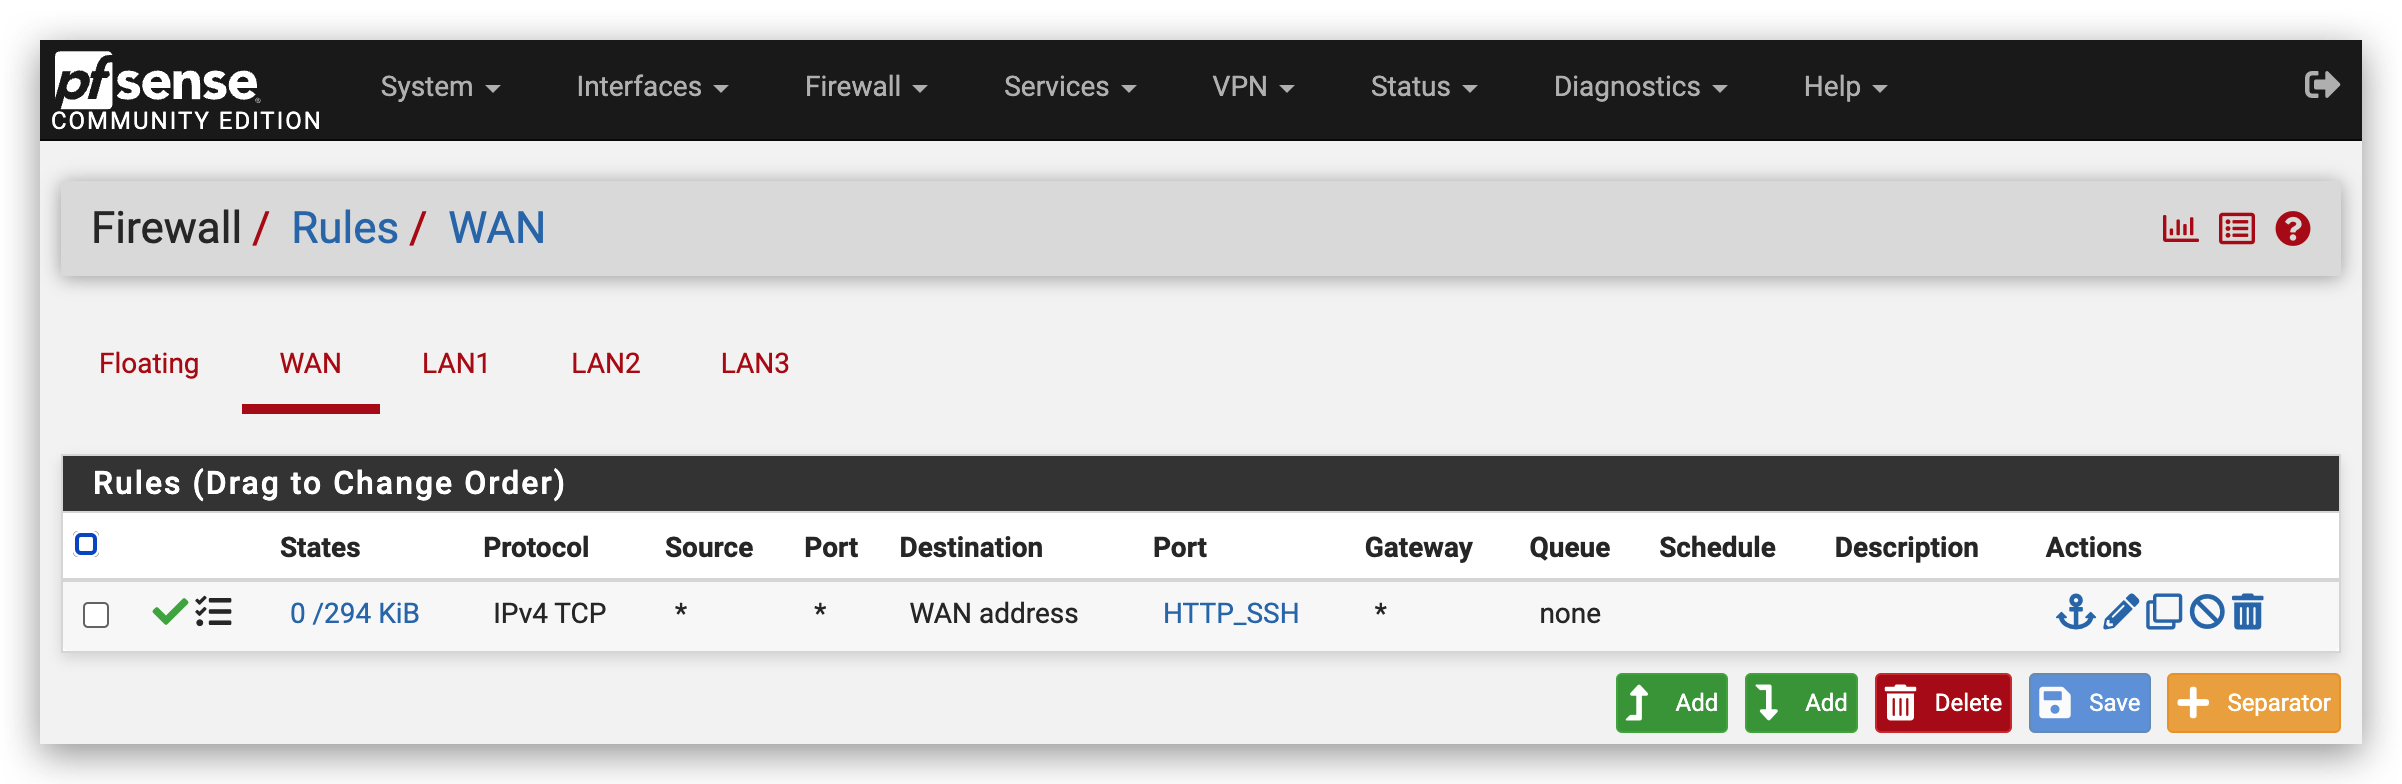 pfsense
COMMUNITY EDITION
System Interfaces Firewall Services VPN Status Diagnostics Help
Firewall / Rules / WAN
Floating WAN LAN1 LAN2 LAN3
Rules (Drag to Change Order)
States Protocol Source Port Destination Port Gateway Queue Schedule Description Actions
0 /294 KiB IPv4 TCP * * WAN address HTTP_SSH * none
Add Add Delete Save Separator